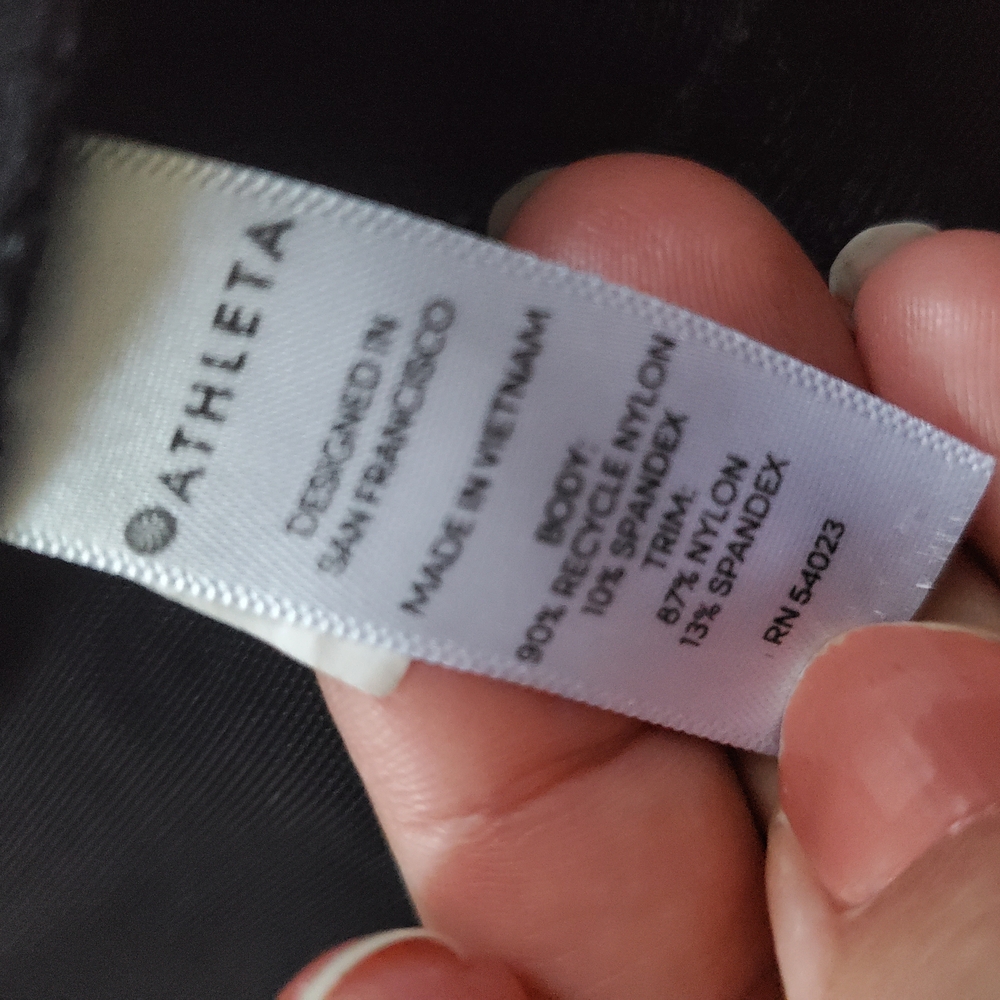 ATHLETA
DESIGNED IN
SAN FRANCISCO
MADE IN VIETNAM
BODY:
90% RECYCLE NYLON
10% SPANDEX
TRIM:
87% NYLON
13% SPANDEX
RN 54023